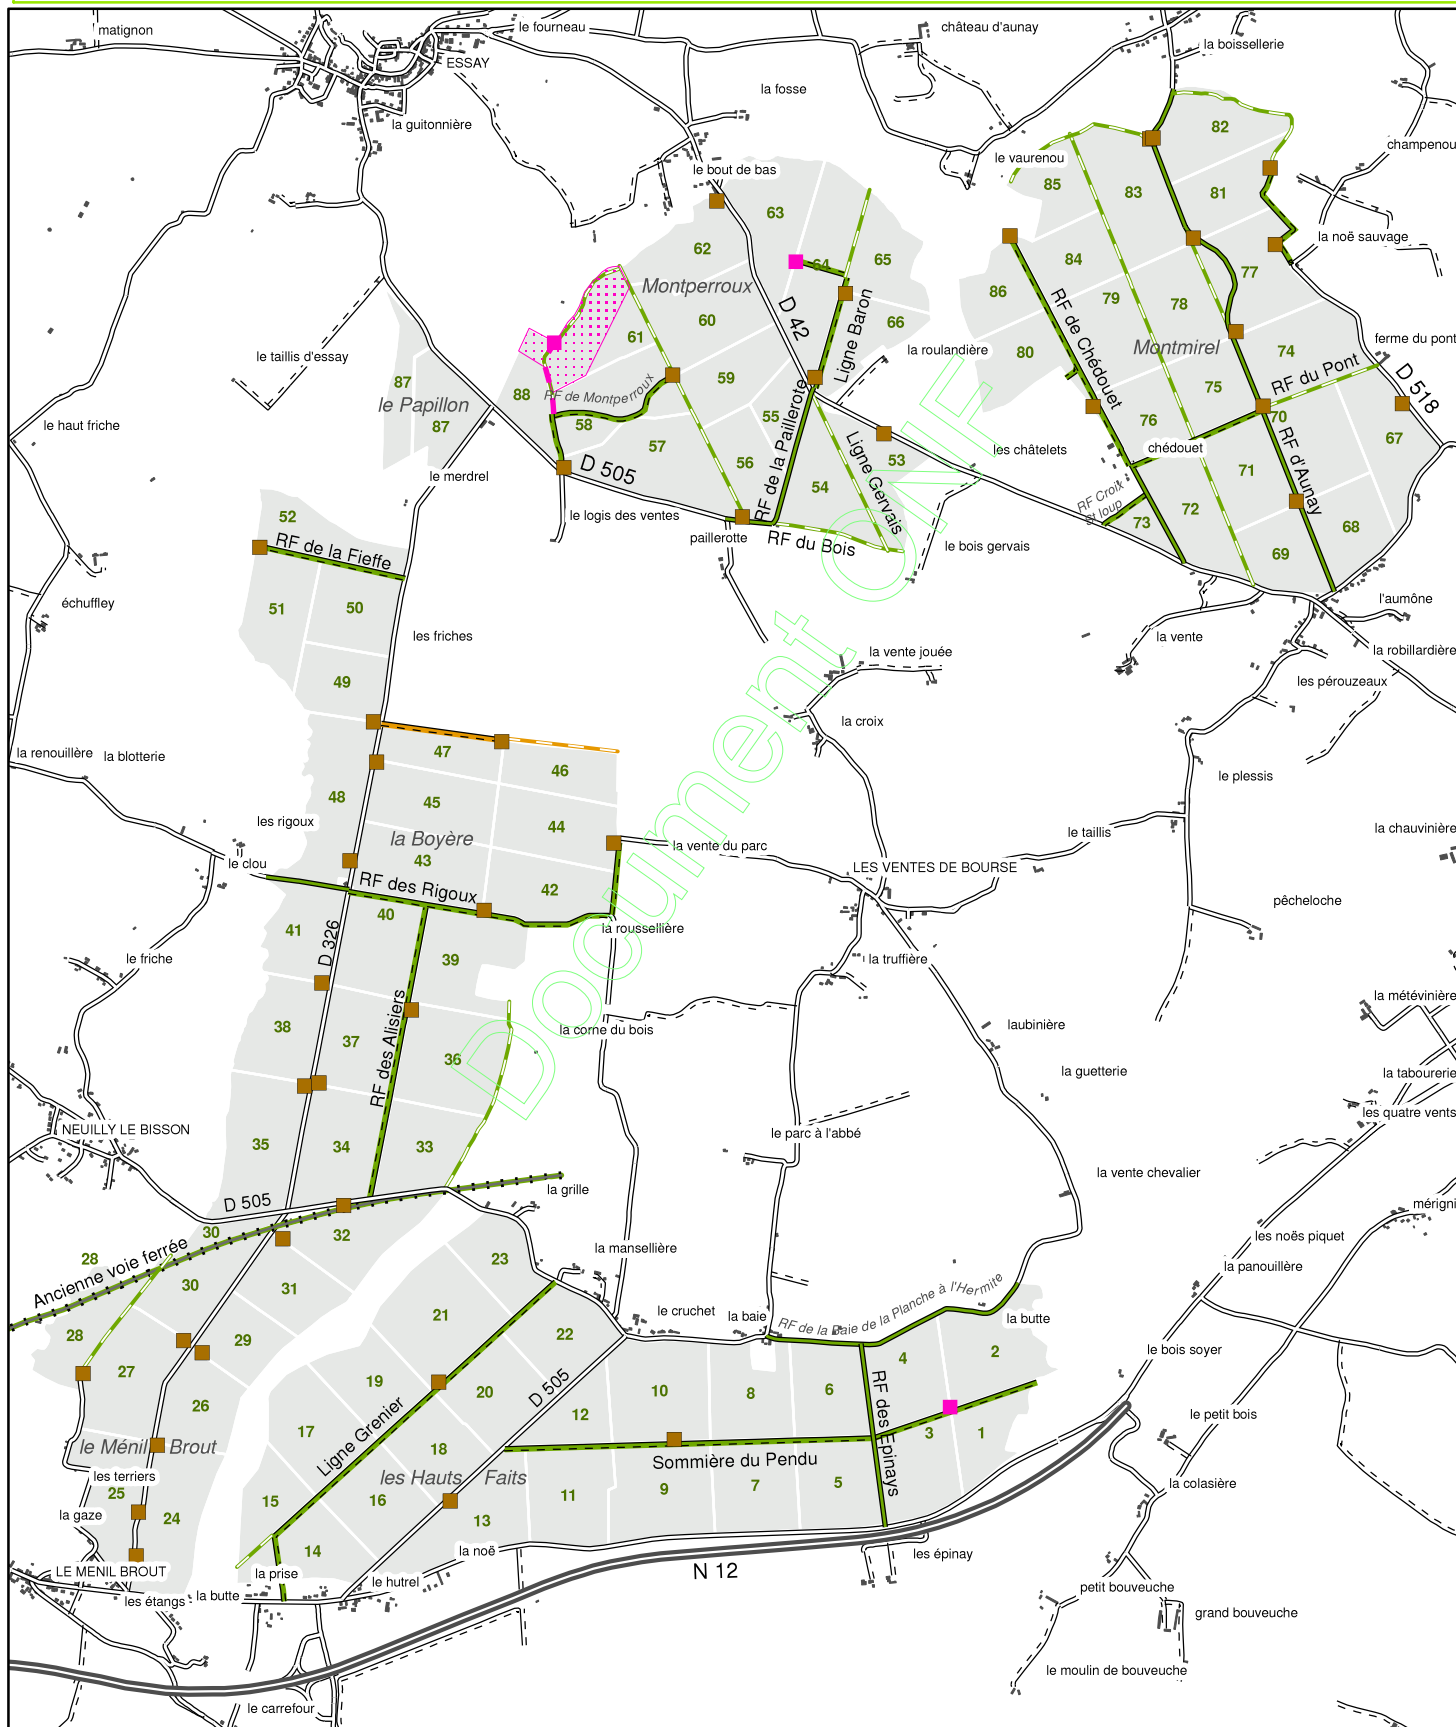 matignon
le fourneau
château d'aunay
la boissellerie
ESSAY
la fosse
la guitonnière
82
champenou
le vaurenou
le bout de bas
85
83
81
63
la noë sauvage
62
65
84
77
64
Montperroux
86
79
78
D 42
Ligne Baron
RF de Chédouet
60
66
61
ferme du pont
Montmirel
74
la roulandière
80
le taillis d'essay
RF du Pont
D 518
87
59
75
RF de Montperroux
88
le Papillon
RF de la Paillerote
55
76
70
58
87
le haut friche
67
57
chédouet
Ligne Gervais
les châtelets
53
56
71
RF d'Aunay
D 505
le merdrel
54
RF Croix
St loup
72
52
le logis des ventes
73
68
paillerotte
RF du Bois
le bois gervais
RF de la Fieffe
69
échuffley
51
50
l'aumône
les friches
la vente
la vente jouée
la robillardière
49
les pérouzeaux
la croix
la renouillère
la blotterie
47
46
le plessis
48
45
les rigoux
44
la chauvinière
la Boyère
le taillis
la vente du parc
le clou
43
LES VENTES DE BOURSE
RF des Rigoux
42
pêcheloche
40
41
D 326
la roussellière
le friche
39
la truffière
la métévinière
38
la corne du bois
laubinière
37
RF des Alisiers
36
la guetterie
la tabourerie
les quatre vents
NEUILLY LE BISSON
le parc à l'abbé
35
34
33
la vente chevalier
la grille
D 505
mérigni
30
32
la mansellière
les noës piquet
28
Ancienne voie ferrée
23
la panouillère
30
31
RF de la Baie de la Planche à l'Hermite
le cruchet
la baie
la butte
21
28
22
29
le bois soyer
2
4
27
19
D 505
20
10
8
6
26
RF des Epinays
12
le petit bois
17
Ligne Grenier
3
1
le Ménil Brout
18
Sommière du Pendu
les terriers
les Hauts Faits
la colasière
25
15
16
11
9
7
5
la gaze
24
13
14
la noë
les épinay
LE MENIL BROUT
la prise
N 12
le hutrel
petit bouveuche
les étangs
la butte
grand bouveuche
le moulin de bouveuche
le carrefour
Document ONF